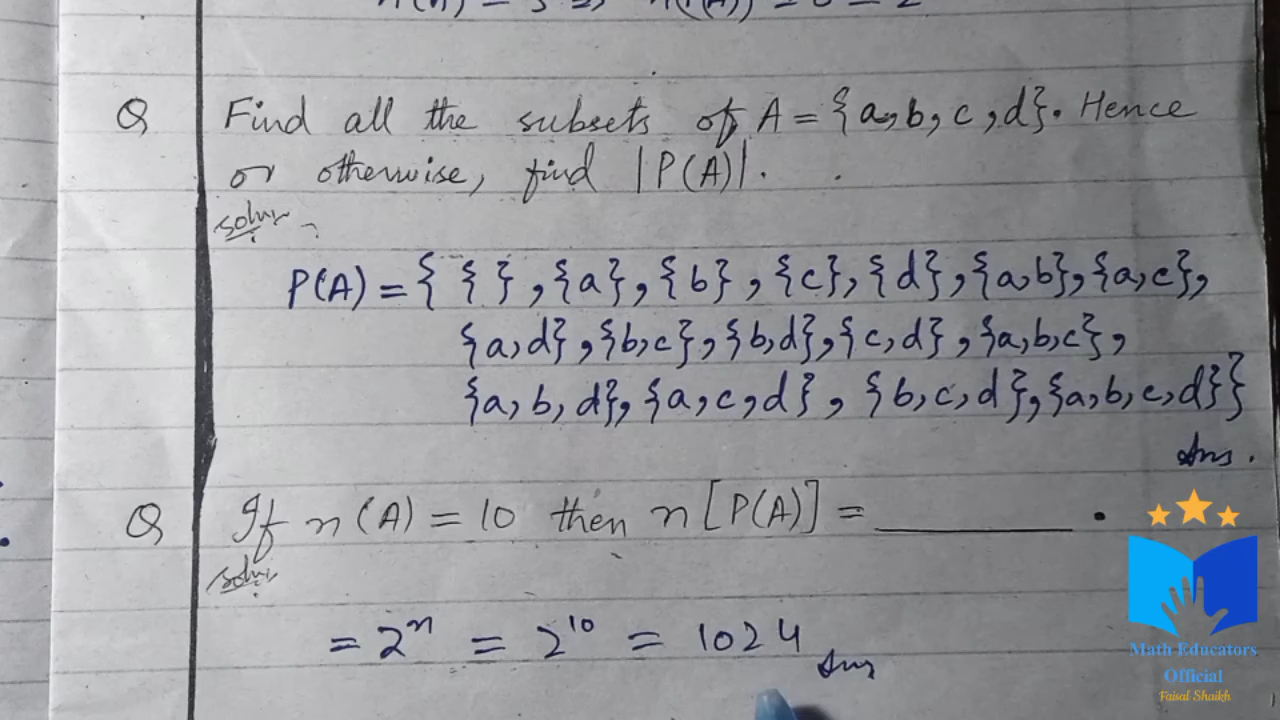 Q Find all the subsets of A = {a, b, c, d}. Hence
or otherwise, find |P(A)|.
soln
P(A) = { { }, {a}, {b}, {c}, {d}, {a,b}, {a,c},
{a,d}, {b,c}, {b,d}, {c,d}, {a,b,c},
{a,b,d}, {a,c,d}, {b,c,d}, {a,b,c,d}}
Ans.
Q If n(A) = 10 then n[P(A)] = ________.
soln
= 2ⁿ = 2¹⁰ = 1024 Ans
Math Educators
Official
Faisal Shaikh